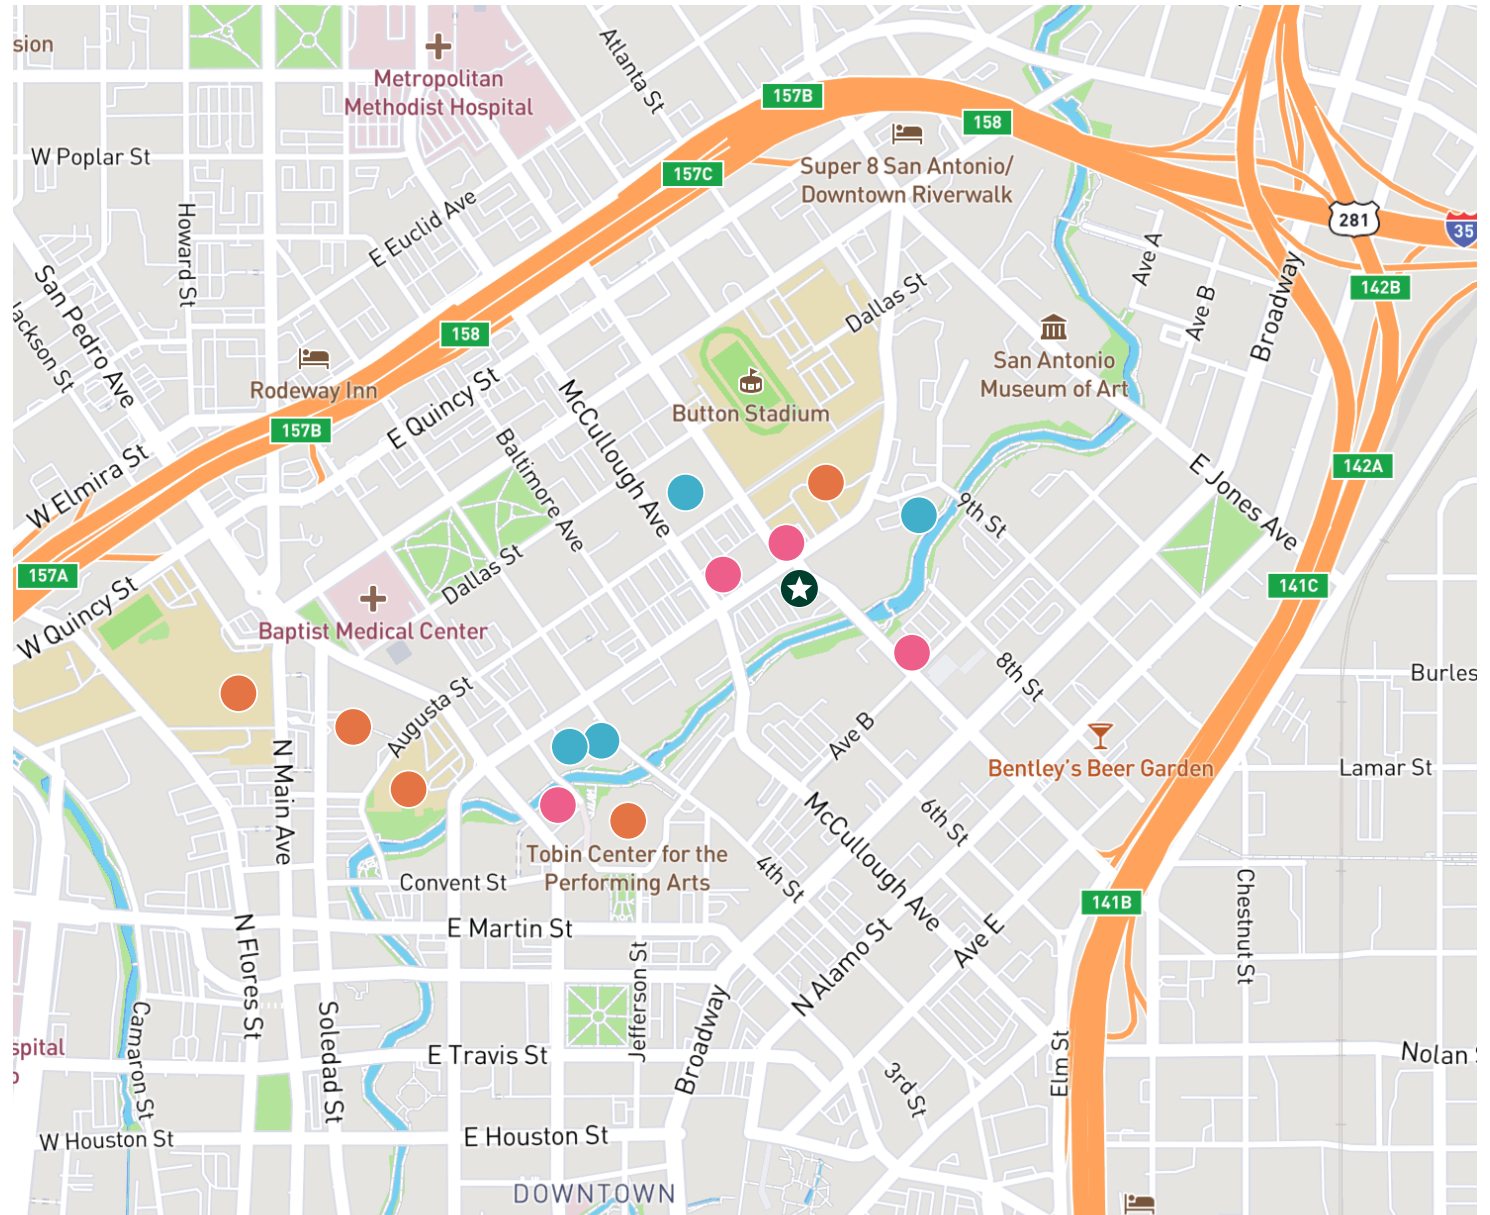 sion
Metropolitan
Methodist Hospital
Atlanta St
157B
158
W Poplar St
157C
Super 8 San Antonio/
Downtown Riverwalk
Howard St
E Euclid Ave
281
35
Ave A
Ave B
Broadway
142B
San Pedro Ave
Jackson St
158
Dallas St
Rodeway Inn
San Antonio
Museum of Art
Button Stadium
157B
E Quincy St
McCullough Ave
Baltimore Ave
W Elmira St
142A
E Jones Ave
9th St
157A
Dallas St
141C
W Quincy St
Baptist Medical Center
8th St
Burles
Augusta St
Ave B
Bentley's Beer Garden
Lamar St
N Main Ave
McCullough Ave
6th St
Tobin Center for the
Performing Arts
4th St
Convent St
141B
Chestnut St
E Martin St
N Flores St
Ave E
N Alamo St
Jefferson St
Camaron St
Soledad St
Broadway
spital
E Travis St
Elm St
3rd St
Nolan
W Houston St
E Houston St
DOWNTOWN